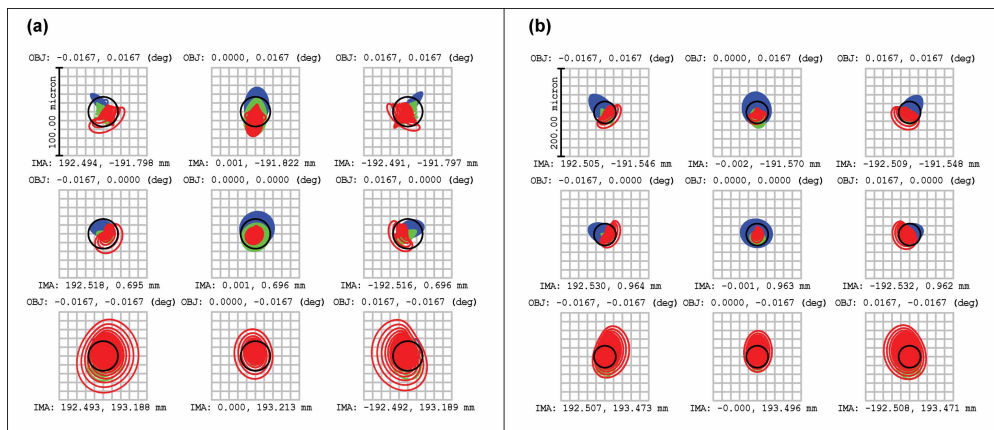 (a)
OBJ: -0.0167, 0.0167 (deg)
OBJ: 0.0000, 0.0167 (deg)
OBJ: 0.0167, 0.0167 (deg)
100.00 micron
IMA: 192.494, -191.798 mm
IMA: 0.001, -191.822 mm
IMA: -192.491, -191.797 mm
OBJ: -0.0167, 0.0000 (deg)
OBJ: 0.0000, 0.0000 (deg)
OBJ: 0.0167, 0.0000 (deg)
IMA: 192.518, 0.695 mm
IMA: 0.001, 0.696 mm
IMA: -192.516, 0.696 mm
OBJ: -0.0167, -0.0167 (deg)
OBJ: 0.0000, -0.0167 (deg)
OBJ: 0.0167, -0.0167 (deg)
IMA: 192.493, 193.188 mm
IMA: 0.000, 193.213 mm
IMA: -192.492, 193.189 mm
(b)
OBJ: -0.0167, 0.0167 (deg)
OBJ: 0.0000, 0.0167 (deg)
OBJ: 0.0167, 0.0167 (deg)
200.00 micron
IMA: 192.505, -191.546 mm
IMA: -0.002, -191.570 mm
IMA: -192.509, -191.548 mm
OBJ: -0.0167, 0.0000 (deg)
OBJ: 0.0000, 0.0000 (deg)
OBJ: 0.0167, 0.0000 (deg)
IMA: 192.530, 0.964 mm
IMA: -0.001, 0.963 mm
IMA: -192.532, 0.962 mm
OBJ: -0.0167, -0.0167 (deg)
OBJ: 0.0000, -0.0167 (deg)
OBJ: 0.0167, -0.0167 (deg)
IMA: 192.507, 193.473 mm
IMA: -0.000, 193.496 mm
IMA: -192.508, 193.471 mm